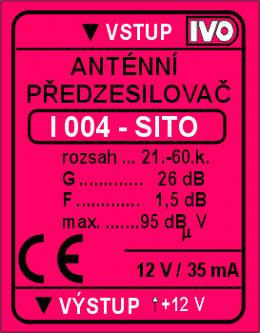 ▼ VSTUP IVO
ANTÉNNÍ
PŘEDZESILOVAČ
I 004 - SITO
rozsah ... 21.-60.k.
G ............. 26 dB
F ............. 1,5 dB
max. .......95 dBµV
CE
12 V / 35 mA
▼ VÝSTUP ↑+12 V